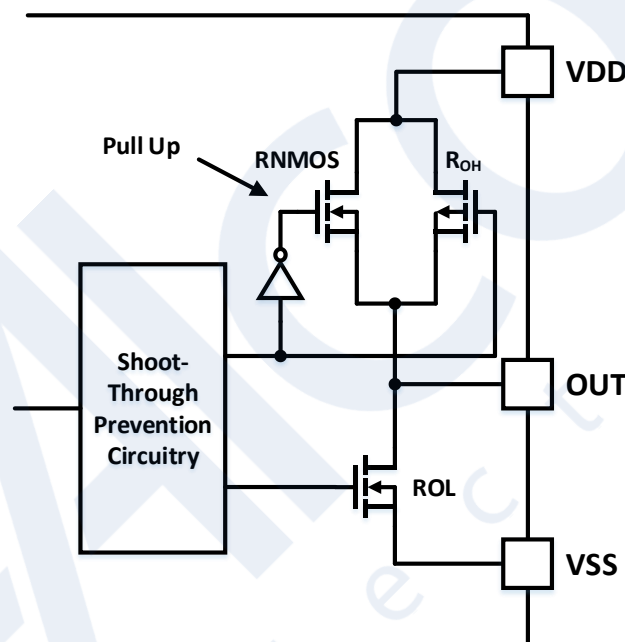 VDD
Pull Up
RNMOS
ROH
Shoot-
Through
Prevention
Circuitry
OUT
ROL
VSS